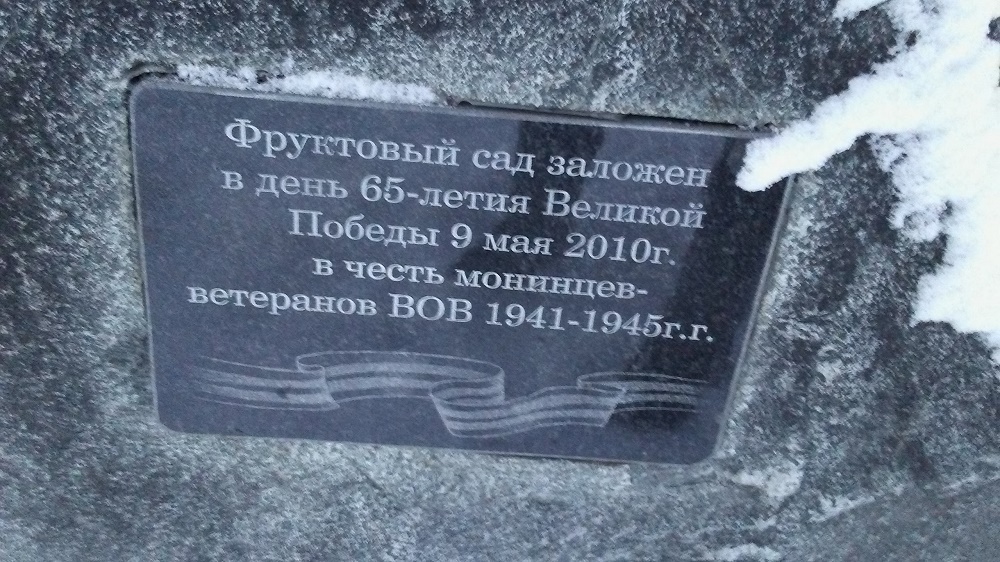 Фруктовый сад заложен
в день 65-летия Великой
Победы 9 мая 2010г.
в честь монинцев-
ветеранов ВОВ 1941-1945г.г.